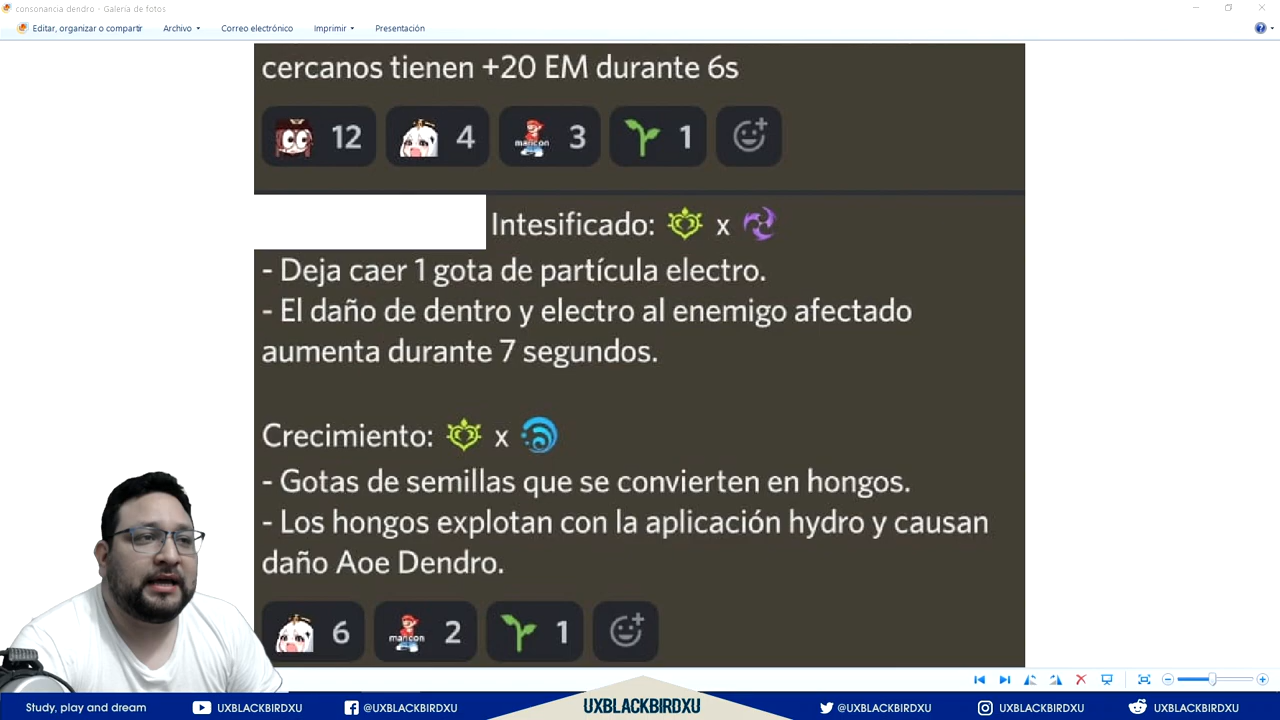 consonancia dendro - Galería de fotos
Editar, organizar o compartir Archivo Correo electrónico Imprimir Presentación
cercanos tienen +20 EM durante 6s
12 4 maricon 3 1
Intesificado: x
- Deja caer 1 gota de partícula electro.
- El daño de dentro y electro al enemigo afectado
aumenta durante 7 segundos.
Crecimiento: x
- Gotas de semillas que se convierten en hongos.
- Los hongos explotan con la aplicación hydro y causan
daño Aoe Dendro.
6 maricon 2 1
Study, play and dream UXBLACKBIRDXU @UXBLACKBIRDXU UXBLACKBIRDXU @UXBLACKBIRDXU UXBLACKBIRDXU UXBLACKBIRDXU